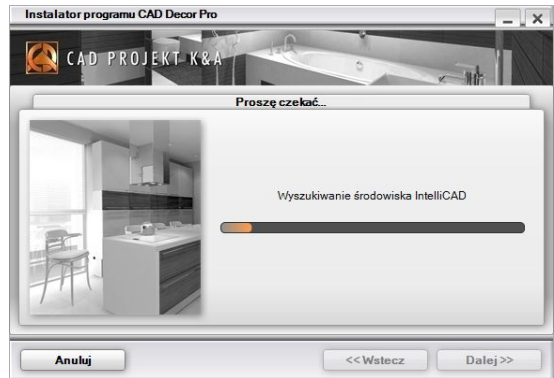 Instalator programu CAD Decor Pro
CAD PROJEKT K&A
Proszę czekać...
Wyszukiwanie środowiska IntelliCAD
Anuluj
<< Wstecz
Dalej >>